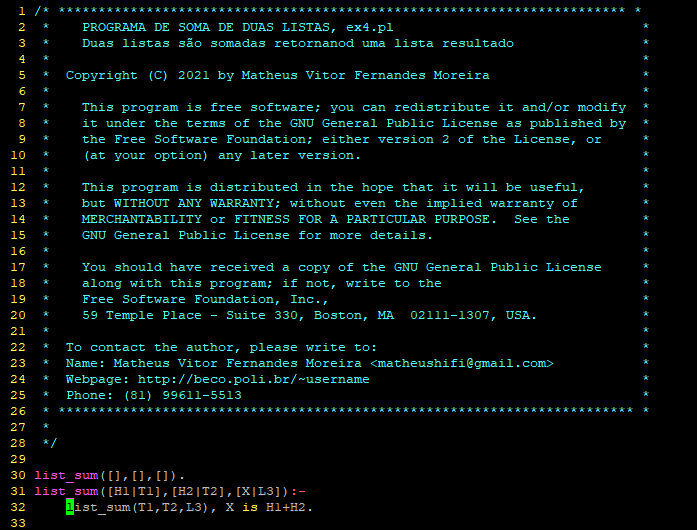 1 /* ************************************************************************ *
2  *     PROGRAMA DE SOMA DE DUAS LISTAS, ex4.pl                               *
3  *     Duas listas são somadas retornanod uma lista resultado                *
4  *                                                                           *
5  *   Copyright (C) 2021 by Matheus Vitor Fernandes Moreira                   *
6  *                                                                           *
7  *     This program is free software; you can redistribute it and/or modify  *
8  *     it under the terms of the GNU General Public License as published by  *
9  *     the Free Software Foundation; either version 2 of the License, or     *
10  *     (at your option) any later version.                                   *
11  *                                                                           *
12  *     This program is distributed in the hope that it will be useful,       *
13  *     but WITHOUT ANY WARRANTY; without even the implied warranty of        *
14  *     MERCHANTABILITY or FITNESS FOR A PARTICULAR PURPOSE.  See the         *
15  *     GNU General Public License for more details.                          *
16  *                                                                           *
17  *     You should have received a copy of the GNU General Public License     *
18  *     along with this program; if not, write to the                         *
19  *     Free Software Foundation, Inc.,                                       *
20  *     59 Temple Place - Suite 330, Boston, MA  02111-1307, USA.             *
21  *                                                                           *
22  *   To contact the author, please write to:                                 *
23  *   Name: Matheus Vitor Fernandes Moreira <matheushifi@gmail.com>           *
24  *   Webpage: http://beco.poli.br/~username                                  *
25  *   Phone: (81) 99611-5513                                                  *
26  * ************************************************************************* *
27  *
28  */
29
30 list_sum([],[],[]).
31 list_sum([H1|T1],[H2|T2],[X|L3]):-
32     list_sum(T1,T2,L3), X is H1+H2.
33